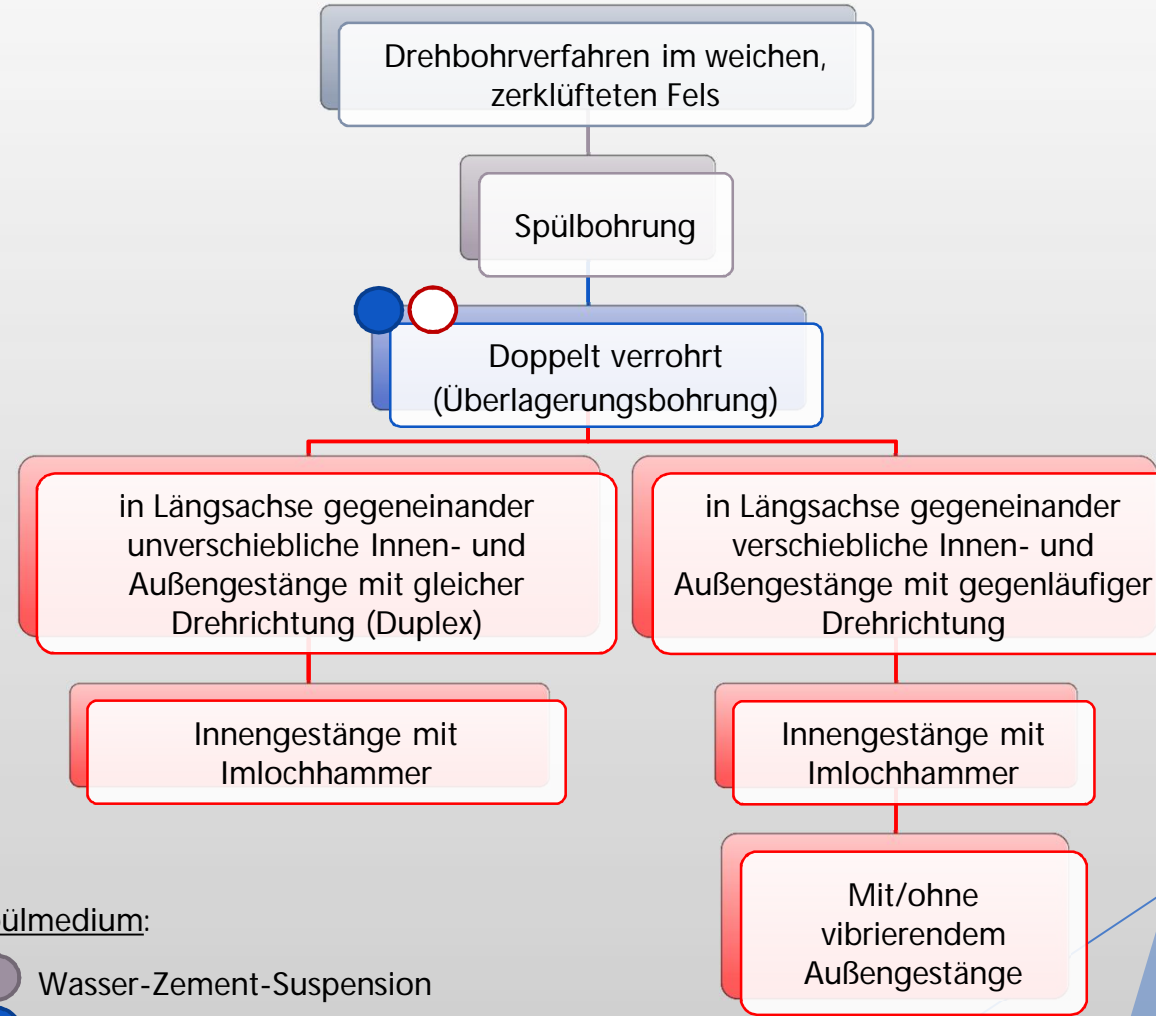 Drehbohrverfahren im weichen,
zerklüfteten Fels
Spülbohrung
Doppelt verrohrt
(Überlagerungsbohrung)
in Längsachse gegeneinander
unverschiebliche Innen- und
Außengestänge mit gleicher
Drehrichtung (Duplex)
in Längsachse gegeneinander
verschiebliche Innen- und
Außengestänge mit gegenläufiger
Drehrichtung
Innengestänge mit
Imlochhammer
Innengestänge mit
Imlochhammer
Mit/ohne
vibrierendem
Außengestänge
ülmedium:
Wasser-Zement-Suspension